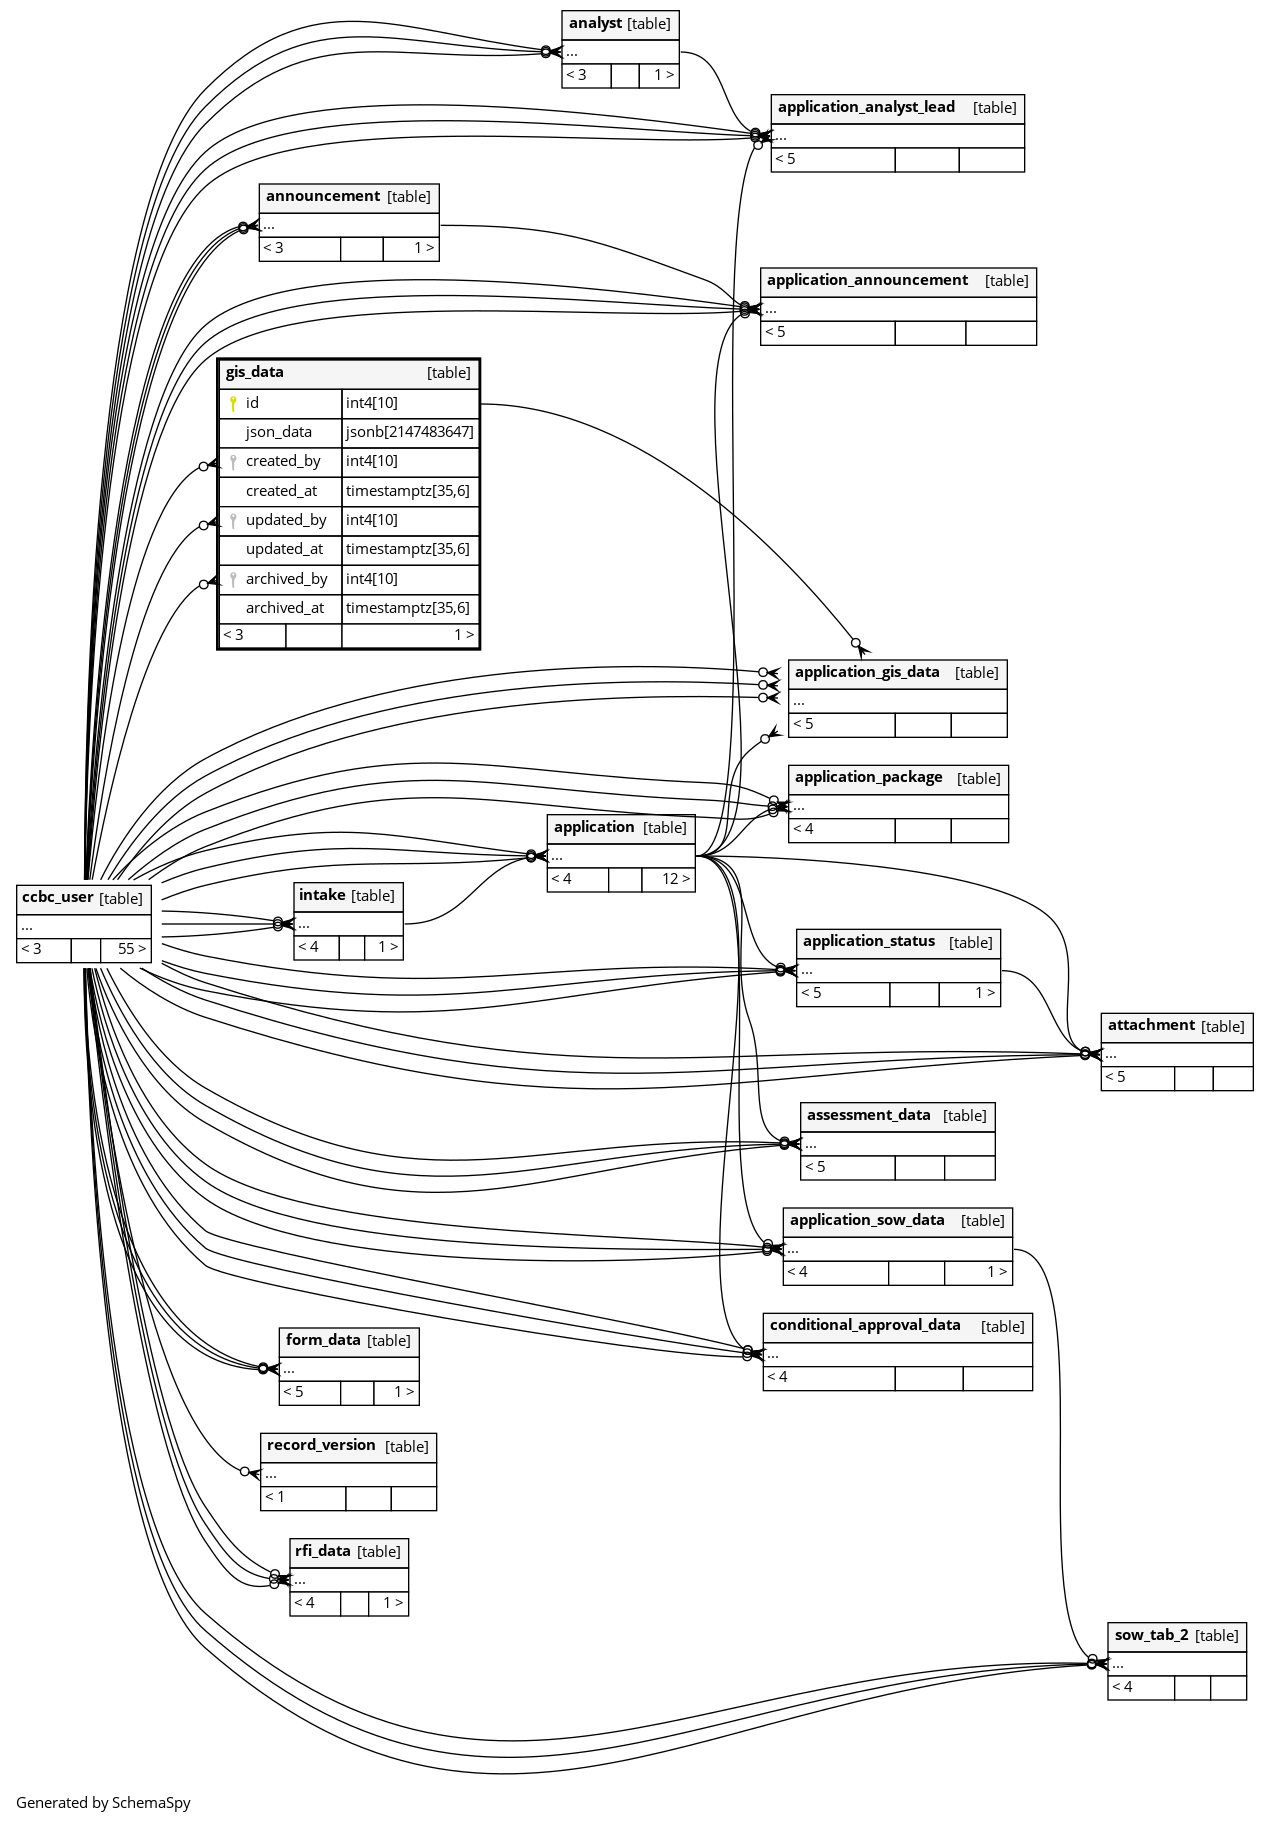 analyst [table]
...
< 3 1 >
application_analyst_lead [table]
...
< 5
announcement [table]
...
< 3 1 >
application_announcement [table]
...
< 5
gis_data [table]
id int4[10]
json_data jsonb[2147483647]
created_by int4[10]
created_at timestamptz[35,6]
updated_by int4[10]
updated_at timestamptz[35,6]
archived_by int4[10]
archived_at timestamptz[35,6]
< 3 1 >
application_gis_data [table]
...
< 5
application_package [table]
...
< 4
application [table]
...
< 4 12 >
ccbc_user [table]
...
< 3 55 >
intake [table]
...
< 4 1 >
application_status [table]
...
< 5 1 >
attachment [table]
...
< 5
assessment_data [table]
...
< 5
application_sow_data [table]
...
< 4 1 >
conditional_approval_data [table]
...
< 4
form_data [table]
...
< 5 1 >
record_version [table]
...
< 1
rfi_data [table]
...
< 4 1 >
sow_tab_2 [table]
...
< 4
Generated by SchemaSpy